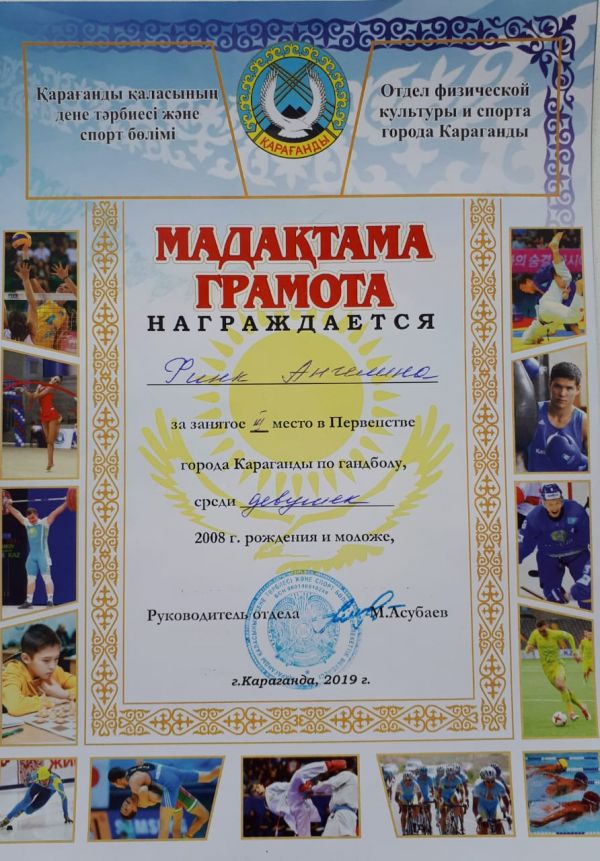 Қарағанды қаласының
дене тәрбиесі және
спорт бөлімі
ҚАРАҒАНДЫ
Отдел физической
культуры и спорта
города Караганды
МАДАҚТАМА
ГРАМОТА
НАГРАЖДАЕТСЯ
Финк Ангелина
за занятое III место в Первенстве
города Караганды по гандболу,
среди девушек
2008 г. рождения и моложе,
Руководитель отдела М.Асубаев
г.Караганда, 2019 г.